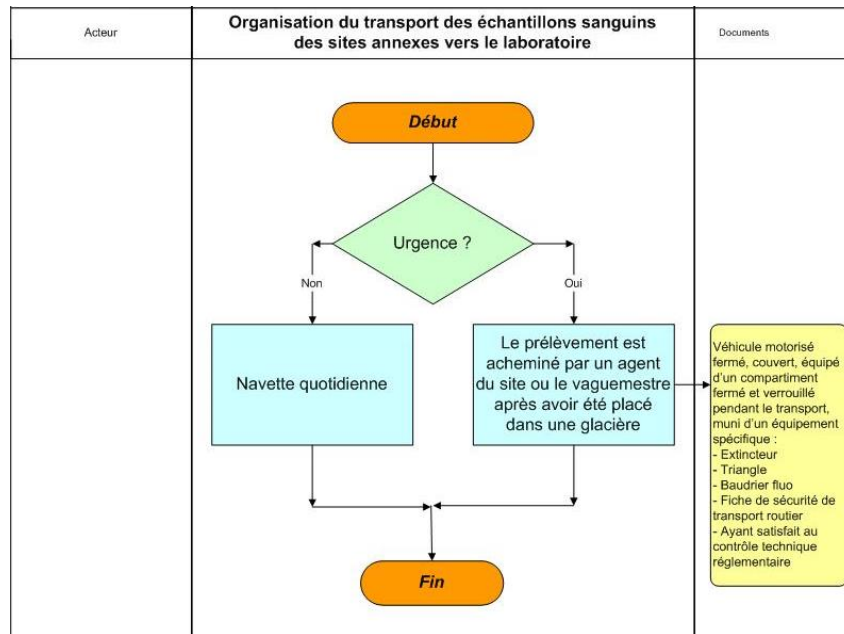 Acteur
Organisation du transport des échantillons sanguins
des sites annexes vers le laboratoire
Documents
Début
Urgence ?
Non
Oui
Navette quotidienne
Le prélèvement est
acheminé par un agent
du site ou le vaguemestre
après avoir été placé
dans une glacière
Véhicule motorisé
fermé, couvert, équipé
d'un compartiment
fermé et verrouillé
pendant le transport,
muni d'un équipement
spécifique :
- Extincteur
- Triangle
- Baudrier fluo
- Fiche de sécurité de
transport routier
- Ayant satisfait au
contrôle technique
réglementaire
Fin